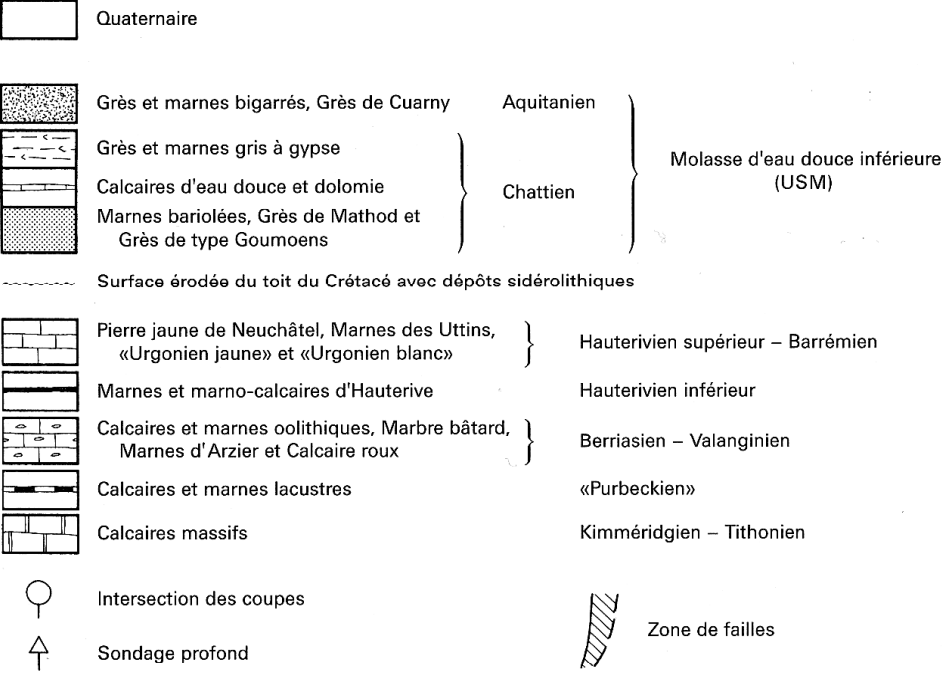 Quaternaire
Grès et marnes bigarrés, Grès de Cuarny
Aquitanien
Grès et marnes gris à gypse
Calcaires d'eau douce et dolomie
Chattien
Marnes bariolées, Grès de Mathod et
Grès de type Goumoens
Molasse d'eau douce inférieure
(USM)
Surface érodée du toit du Crétacé avec dépôts sidérolithiques
Pierre jaune de Neuchâtel, Marnes des Uttins,
«Urgonien jaune» et «Urgonien blanc»
Hauterivien supérieur – Barrémien
Marnes et marno-calcaires d'Hauterive
Hauterivien inférieur
Calcaires et marnes oolithiques, Marbre bâtard,
Marnes d'Arzier et Calcaire roux
Berriasien – Valanginien
Calcaires et marnes lacustres
«Purbeckien»
Calcaires massifs
Kimméridgien – Tithonien
Intersection des coupes
Sondage profond
Zone de failles